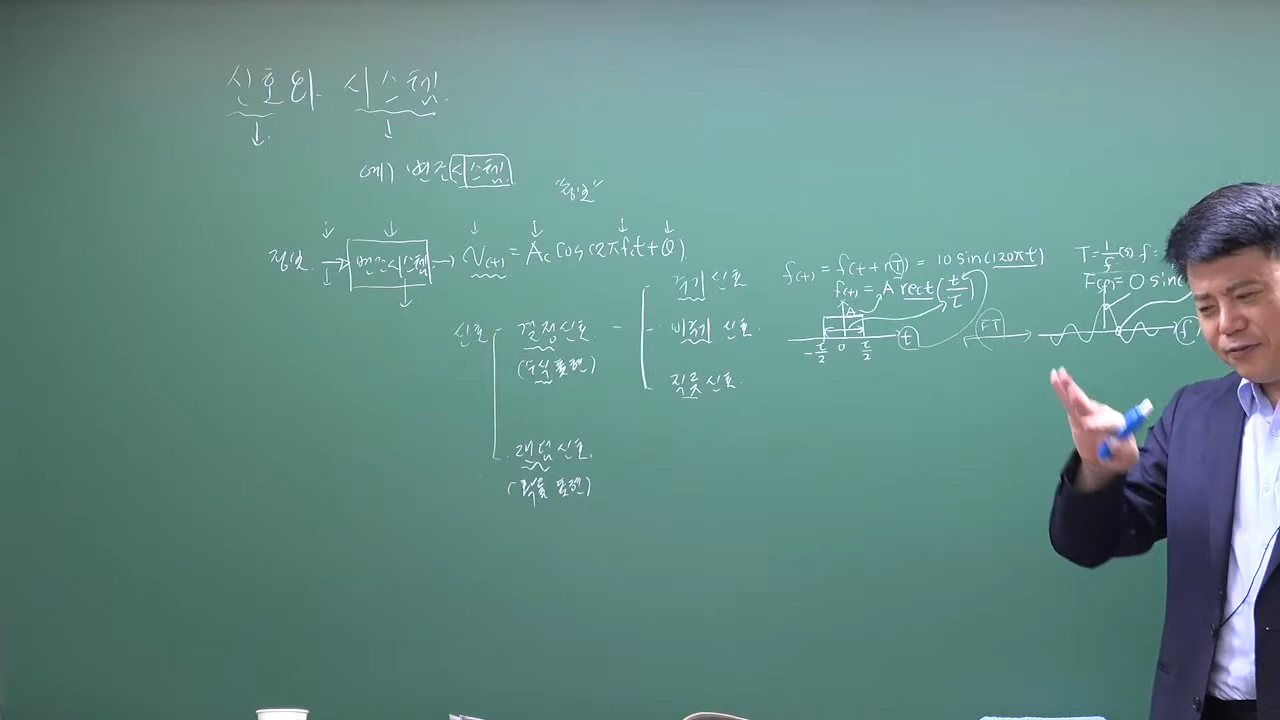 신호와 시스템.
예) 변조시스템
"정보"
정보 변조시스템 v(t) = Ac cos(2πfct+θ)
주기 신호 f(t) = f(t+nT) = 10 sin(120πt) T = 1/f (s) f =
f(t) = A rect(t/τ)
A
신호 결정신호 비주기 신호.
-τ/2 0 τ/2 t FT f
(수식 표현) 직교 신호.
랜덤 신호.
(확률 표현)